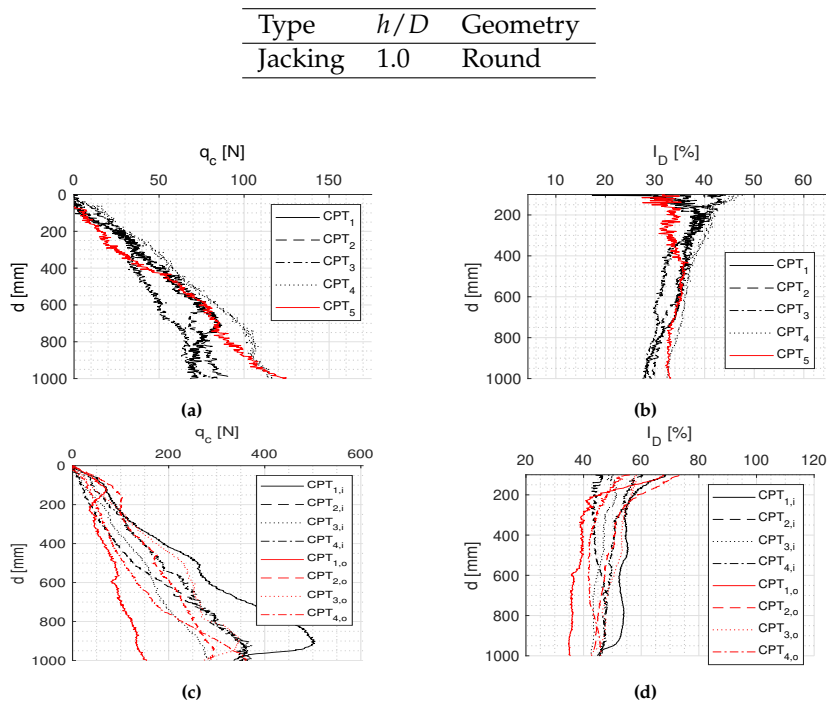 Type h/D Geometry
Jacking 1.0 Round
q_c [N]
0 50 100 150
0
200
400
600
800
1000
d [mm]
CPT_1
CPT_2
CPT_3
CPT_4
CPT_5
(a)
I_D [%]
10 20 30 40 50 60
200
400
600
800
1000
d [mm]
CPT_1
CPT_2
CPT_3
CPT_4
CPT_5
(b)
q_c [N]
0 200 400 600
0
200
400
600
800
1000
d [mm]
CPT_1,i
CPT_2,i
CPT_3,i
CPT_4,i
CPT_1,o
CPT_2,o
CPT_3,o
CPT_4,o
(c)
I_D [%]
20 40 60 80 100 120
200
400
600
800
1000
d [mm]
CPT_1,i
CPT_2,i
CPT_3,i
CPT_4,i
CPT_1,o
CPT_2,o
CPT_3,o
CPT_4,o
(d)